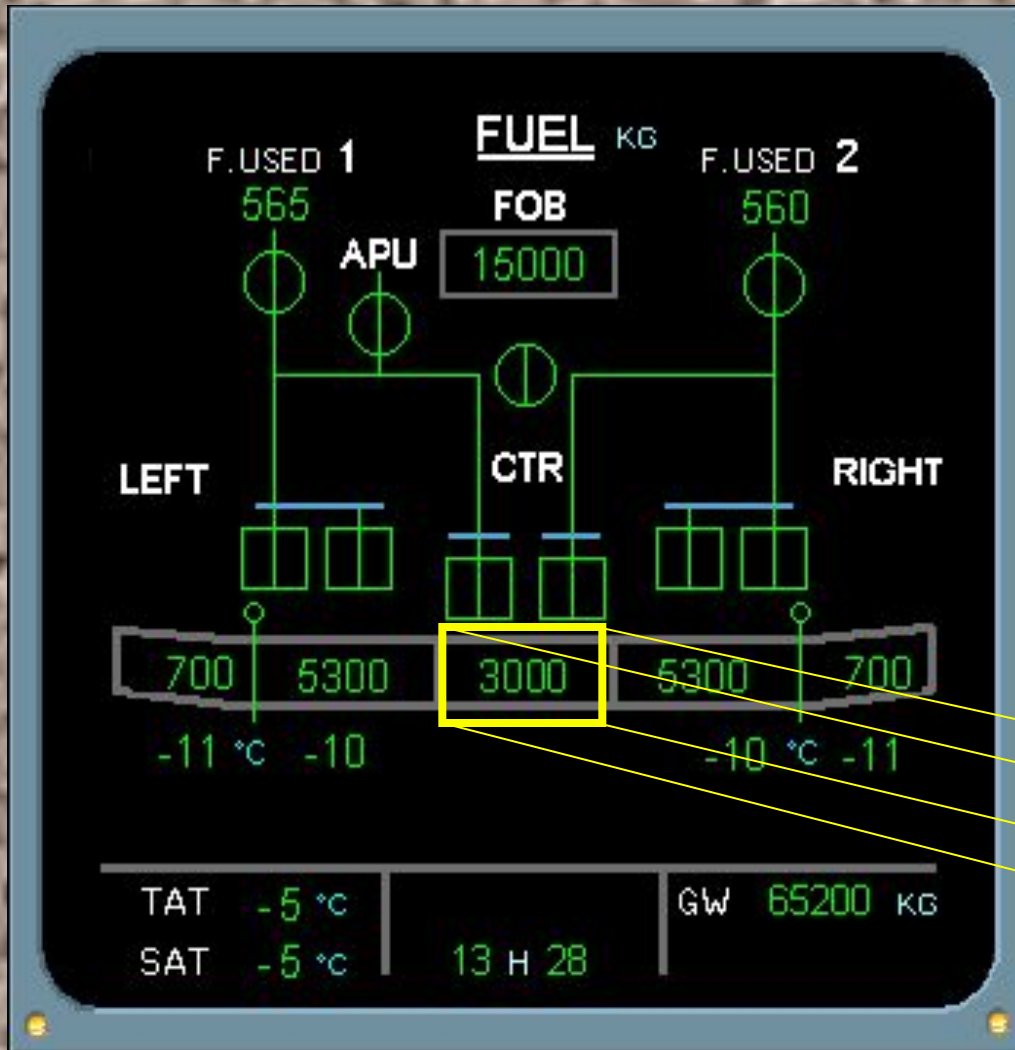 FUEL KG
F.USED 1
F.USED 2
565
FOB
560
APU
15000
LEFT
CTR
RIGHT
700 5300 3000 5300 700
-11 °C -10
-10 °C -11
TAT -5 °C
GW 65200 KG
SAT -5 °C
13 H 28